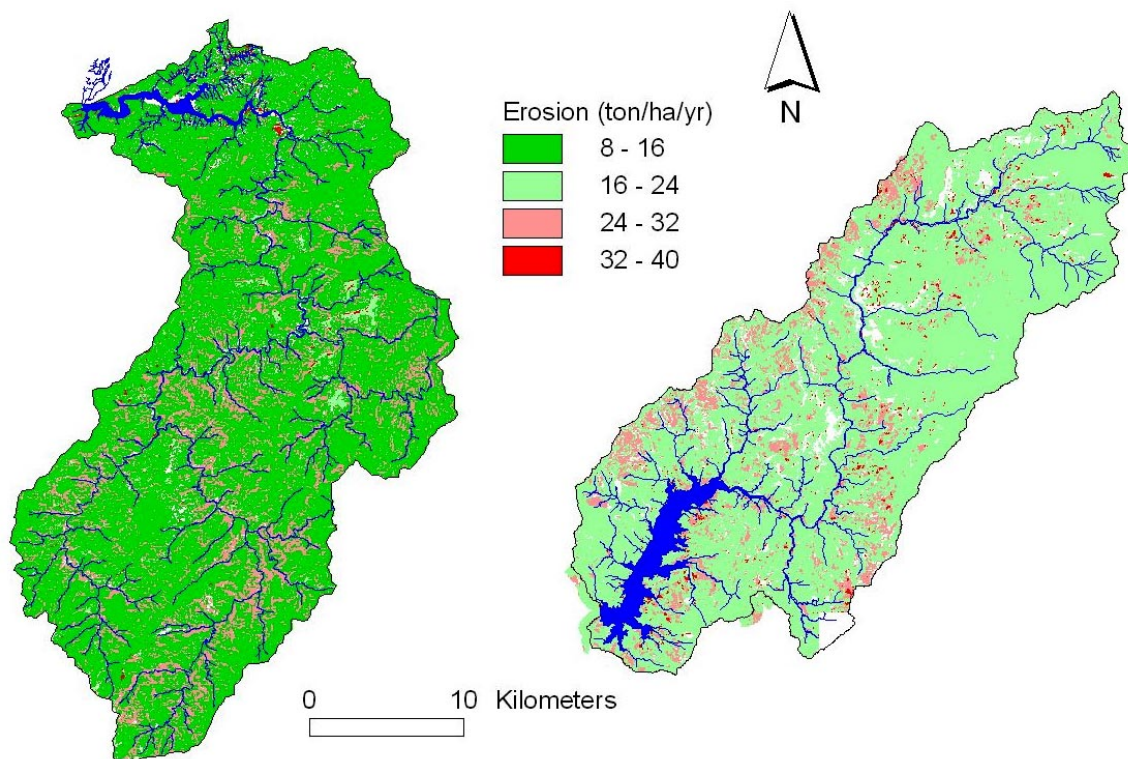 N
Erosion (ton/ha/yr)
8 - 16
16 - 24
24 - 32
32 - 40
0 10 Kilometers